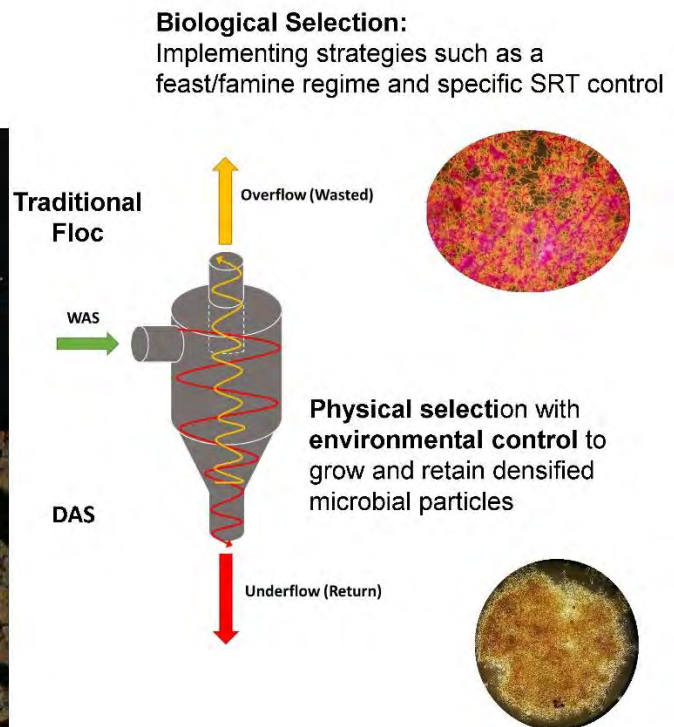 Biological Selection:
Implementing strategies such as a
feast/famine regime and specific SRT control
Traditional
Floc
Overflow (Wasted)
WAS
Physical selection with
environmental control to
grow and retain densified
microbial particles
DAS
Underflow (Return)